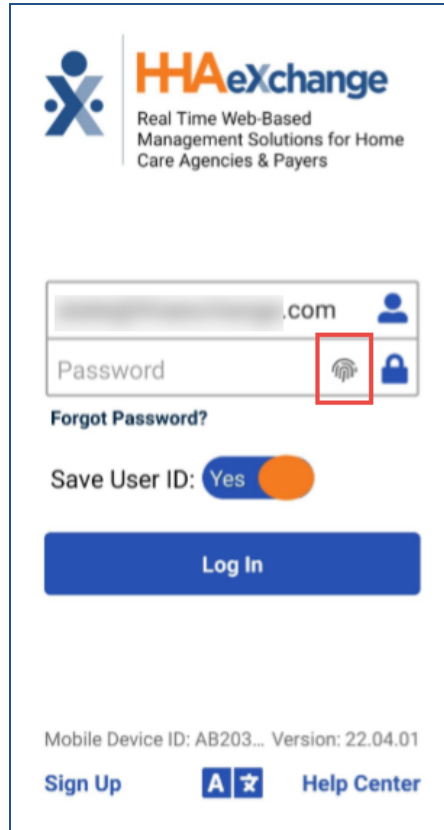 HHAeXchange
Real Time Web-Based
Management Solutions for Home
Care Agencies & Payers
.com
Password
Forgot Password?
Save User ID: Yes
Log In
Mobile Device ID: AB203... Version: 22.04.01
Sign Up A 文 Help Center